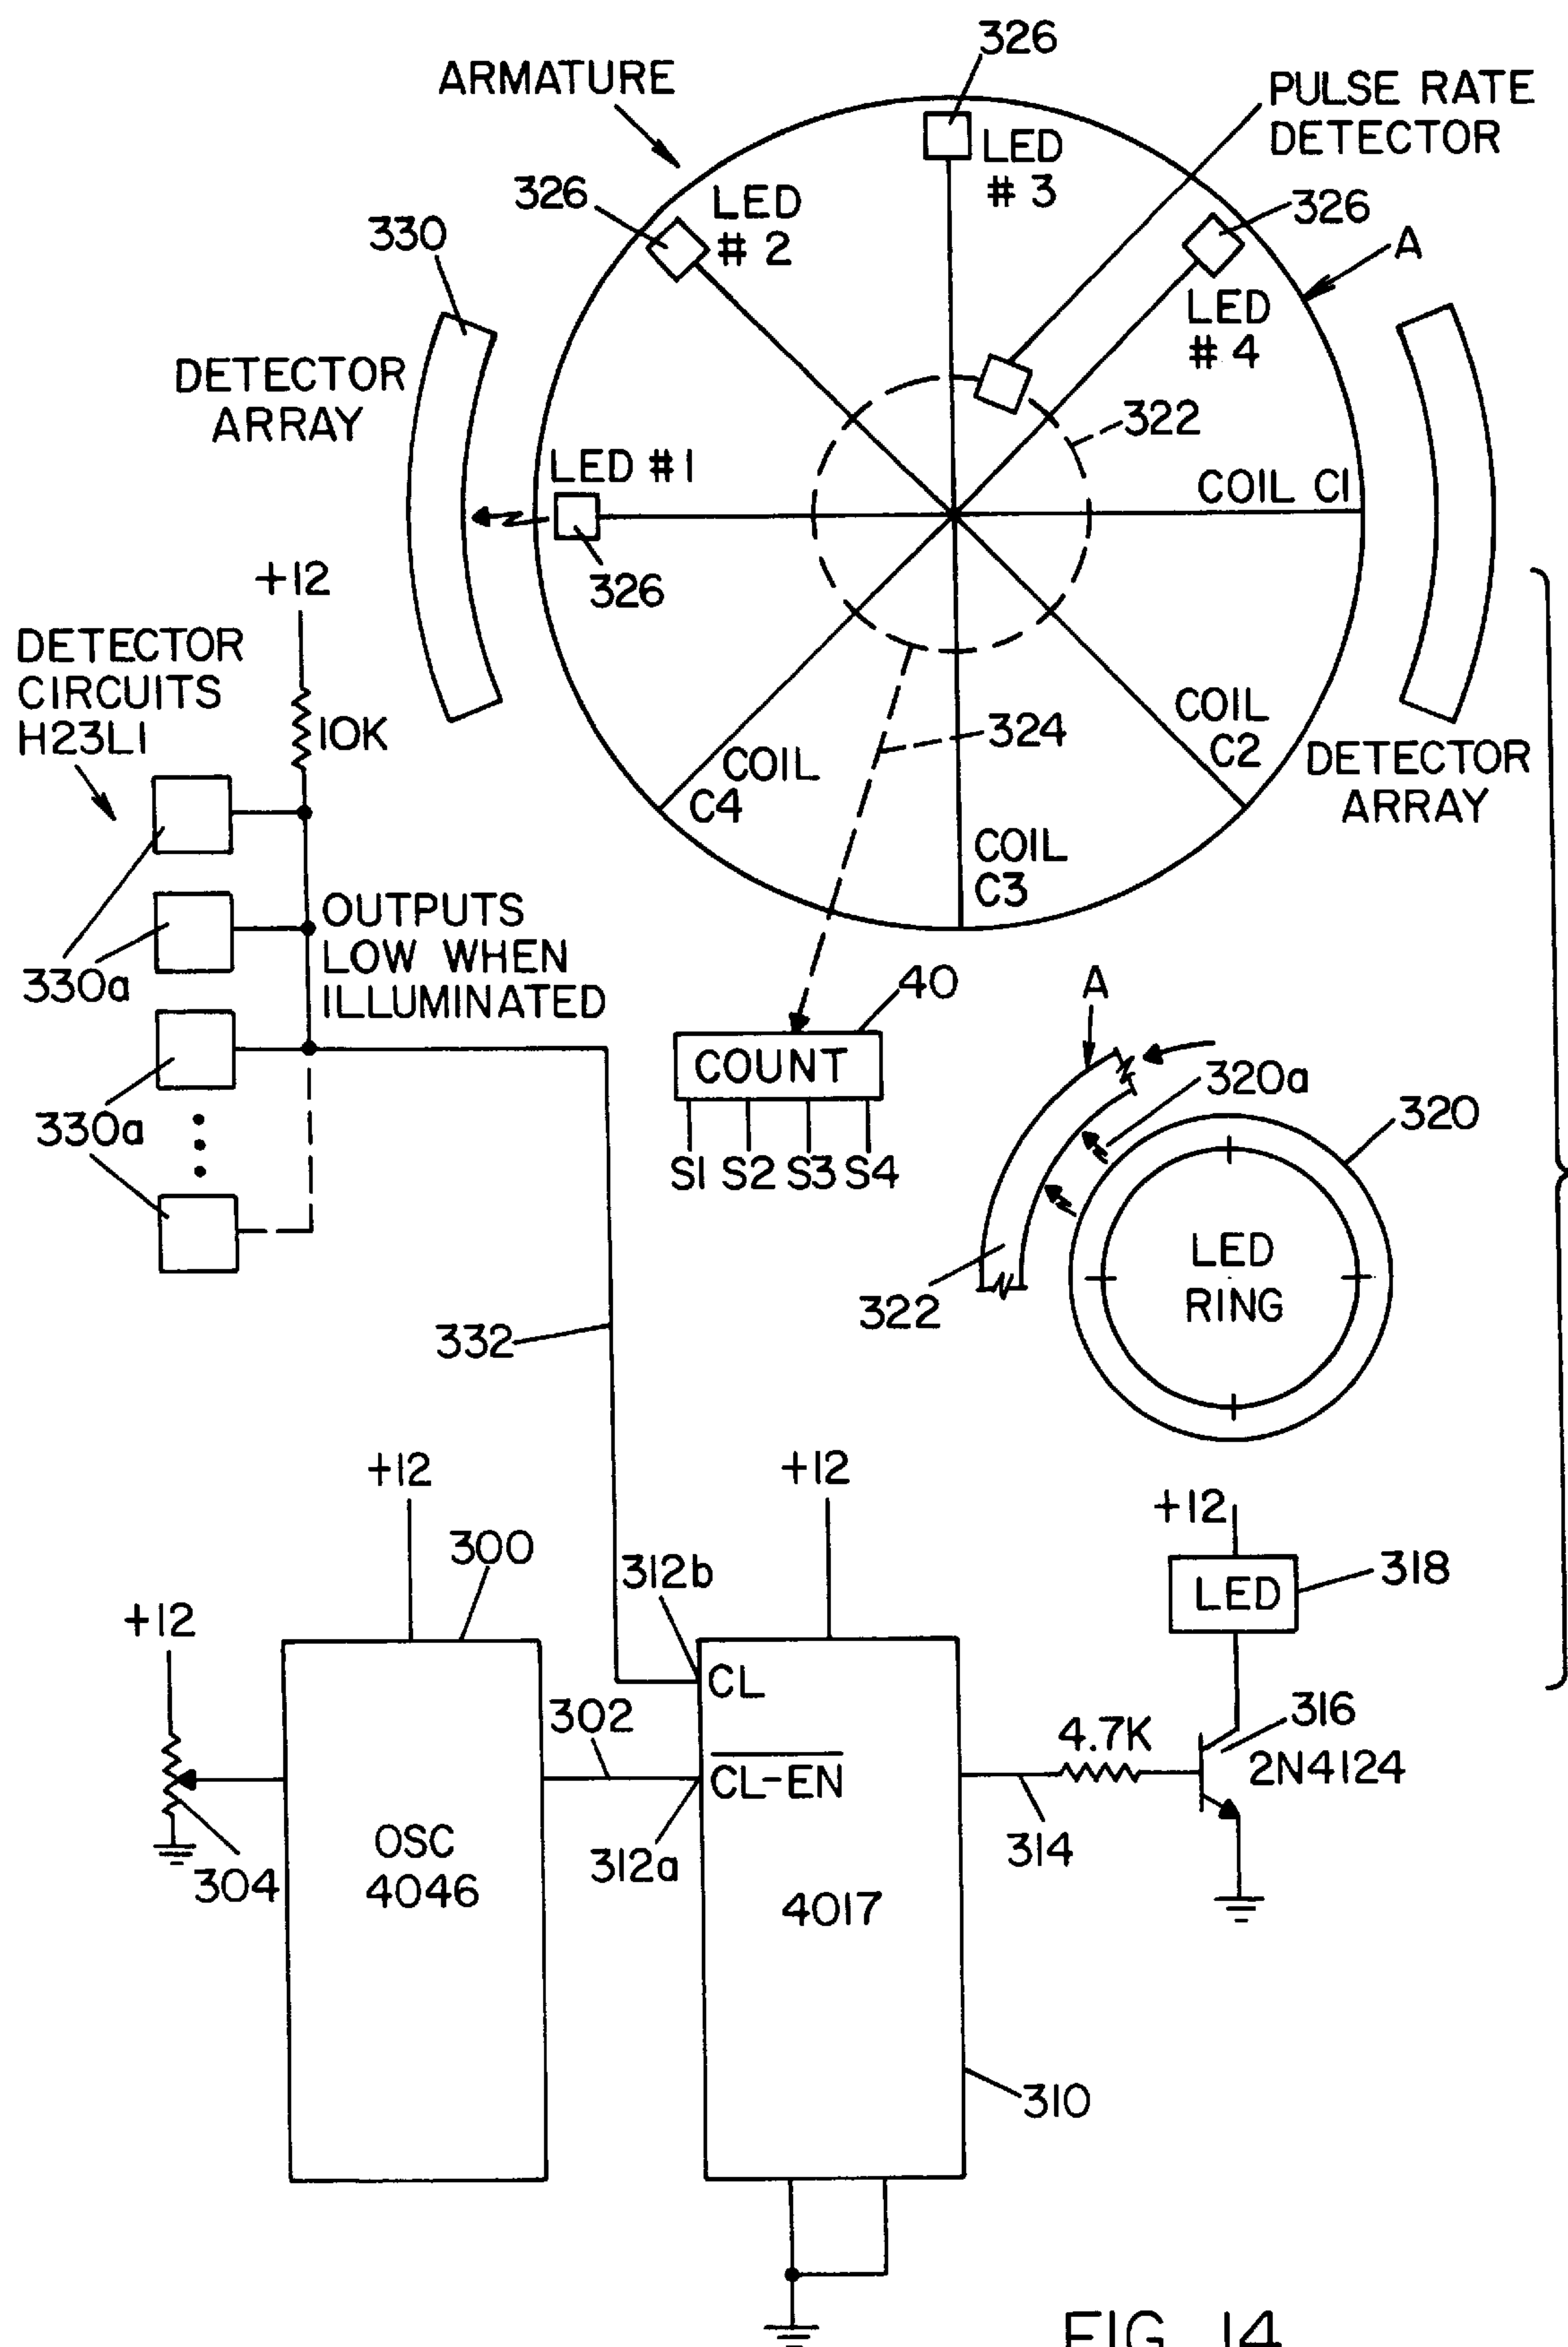 326
ARMATURE
PULSE RATE
DETECTOR
LED
# 3
326
LED
# 2
326
330
A
LED
# 4
DETECTOR
ARRAY
322
LED #1
COIL C1
326
+12
DETECTOR
CIRCUITS
H23L1
10K
COIL
C2
324
COIL
C4
DETECTOR
ARRAY
COIL
C3
OUTPUTS
LOW WHEN
ILLUMINATED
330a
40
A
COUNT
320a
320
330a
S1 S2 S3 S4
LED
RING
322
332
+12
+12
+12
300
312b
LED
318
+12
CL
302
316
4.7K
2N4124
CL-EN
OSC
4046
304
312a
314
4017
310
FIG. 14